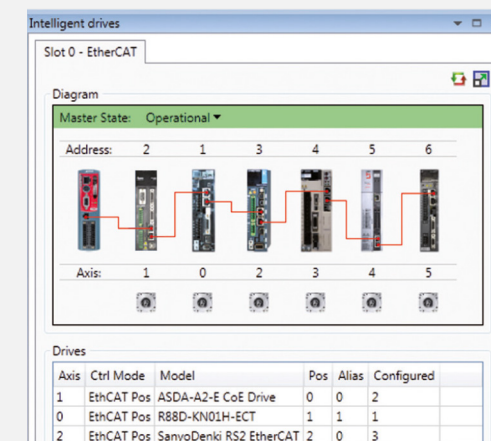 Intelligent drives
Slot 0 - EtherCAT
Diagram
Master State: Operational
Address: 2 1 3 4 5 6
Axis: 1 0 2 3 4 5
Drives
Axis Ctrl Mode Model Pos Alias Configured
1 EthCAT Pos ASDA-A2-E CoE Drive 0 0 2
0 EthCAT Pos R88D-KN01H-ECT 1 1 1
2 EthCAT Pos SanyoDenki RS2 EtherCAT 2 0 3